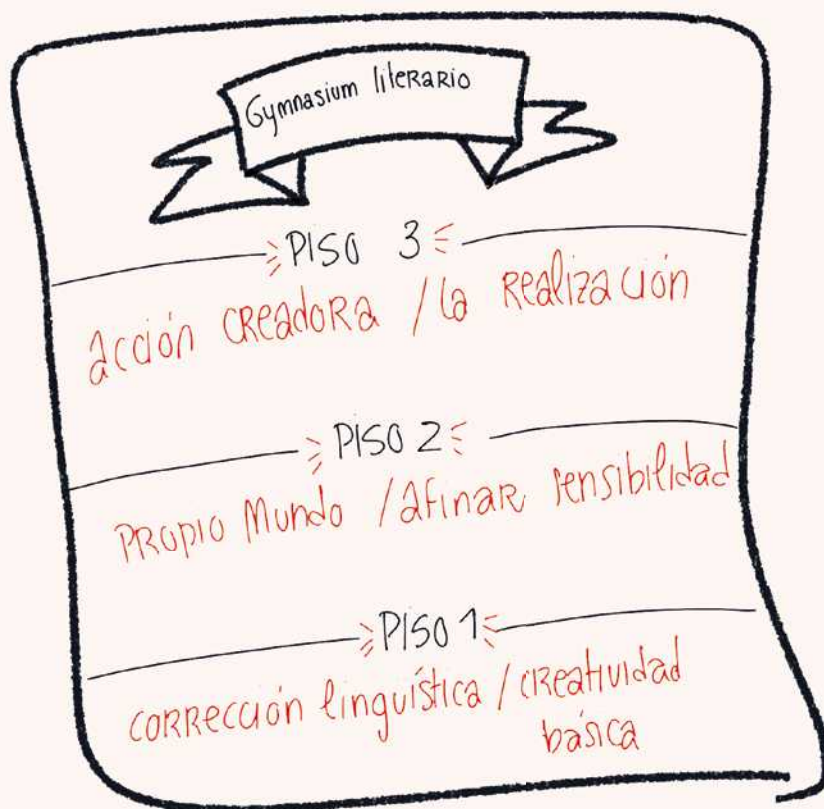 Gymnasium literario
PISO 3
acción creadora / la realización
PISO 2
propio mundo / afinar sensibilidad
PISO 1
corrección linguística / creatividad
básica